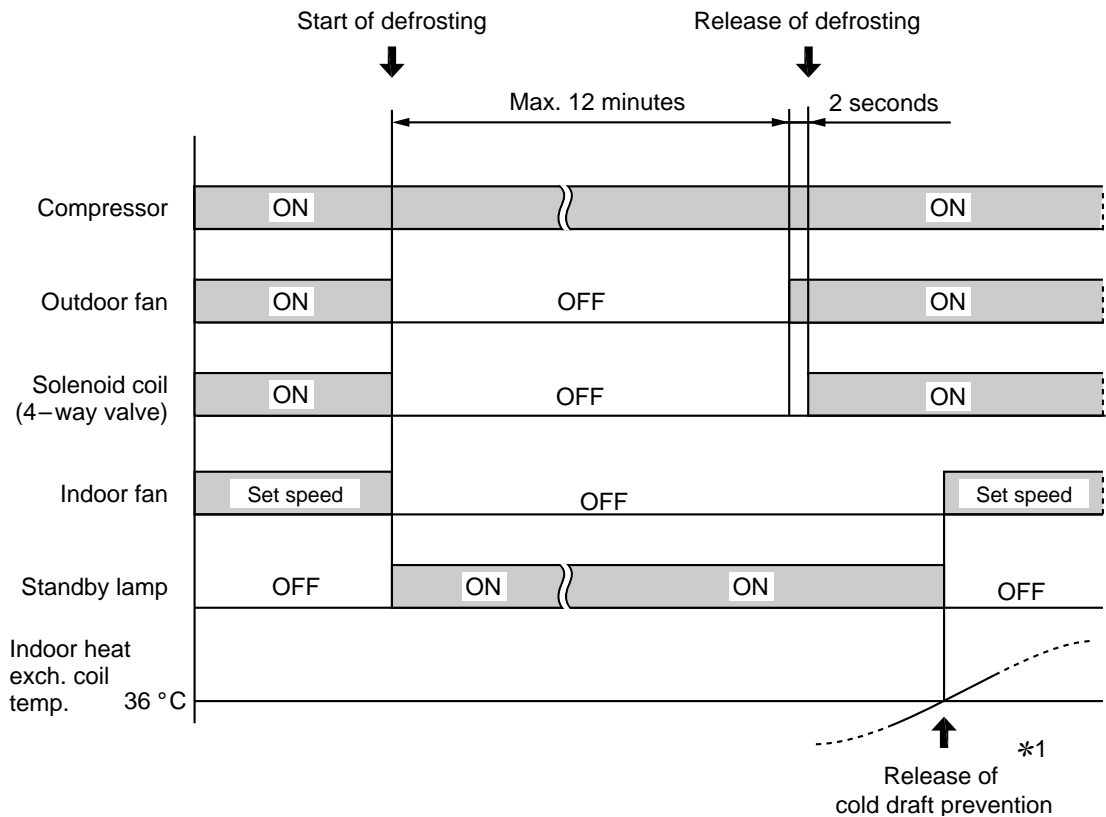 Start of defrosting
Release of defrosting
Max. 12 minutes
2 seconds
Compressor
ON
ON
Outdoor fan
ON
OFF
ON
Solenoid coil
(4−way valve)
ON
OFF
ON
Indoor fan
Set speed
OFF
Set speed
Standby lamp
OFF
ON
ON
OFF
Indoor heat
exch. coil
temp.
36 °C
*1
Release of
cold draft prevention